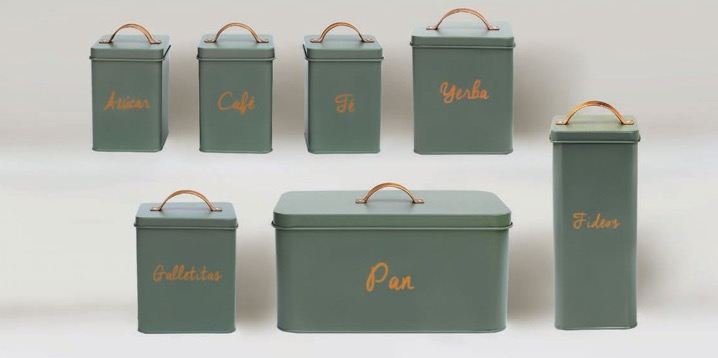 Azúcar
Café
Té
Yerba
Fideos
Galletitas
Pan